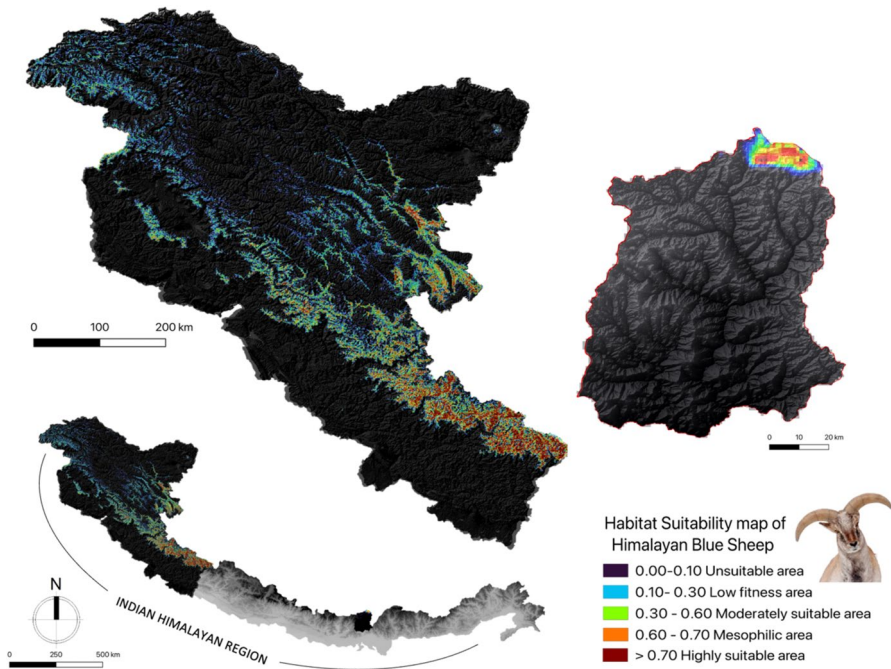 0 100 200 km
0 10 20 km
N
INDIAN HIMALAYAN REGION
0 250 500 km
Habitat Suitability map of
Himalayan Blue Sheep
0.00-0.10 Unsuitable area
0.10- 0.30 Low fitness area
0.30 - 0.60 Moderately suitable area
0.60 - 0.70 Mesophilic area
> 0.70 Highly suitable area